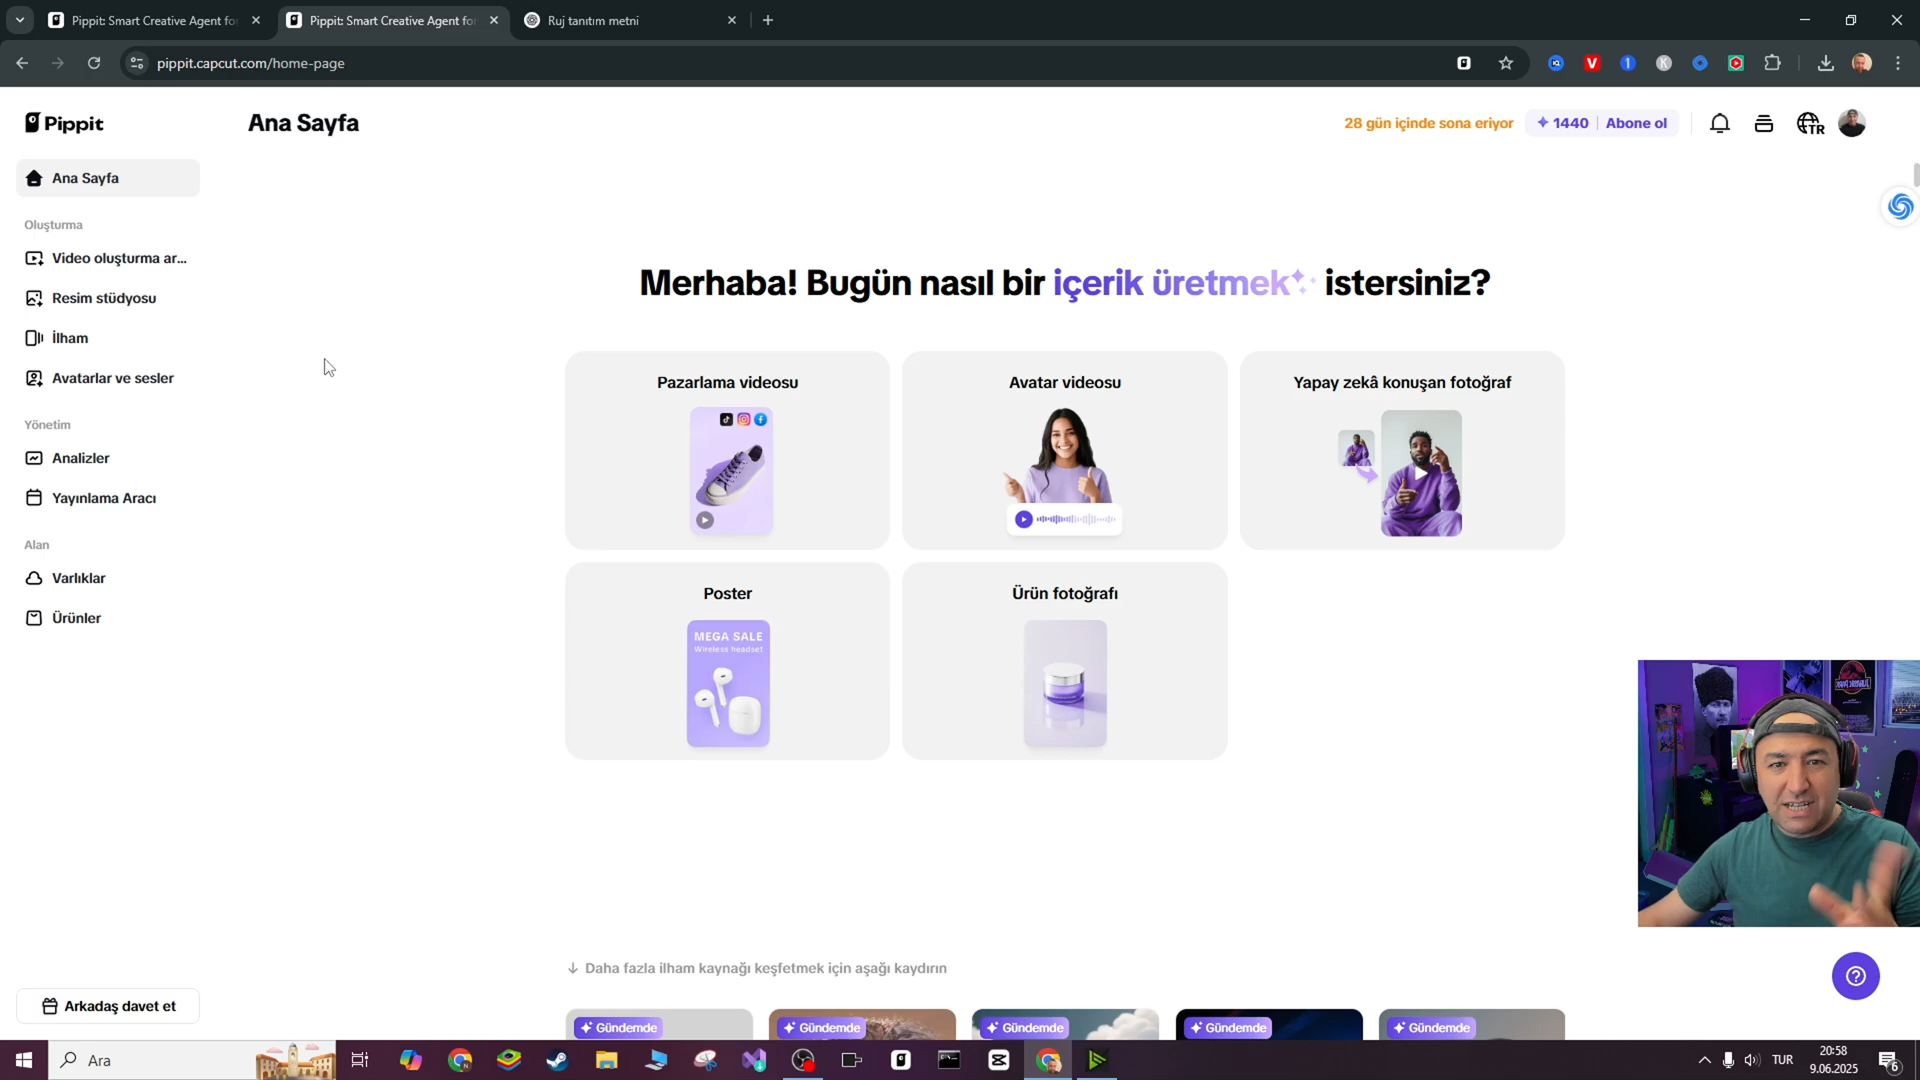 Pippit: Smart Creative Agent for
Pippit: Smart Creative Agent for
Ruj tanıtım metni
pippit.capcut.com/home-page
Pippit
Ana Sayfa
28 gün içinde sona eriyor
1440
Abone ol
TR
Ana Sayfa
Oluşturma
Video oluşturma ar...
Resim stüdyosu
İlham
Avatarlar ve sesler
Yönetim
Analizler
Yayınlama Aracı
Alan
Varlıklar
Ürünler
Arkadaş davet et
Merhaba! Bugün nasıl bir içerik üretmek istersiniz?
Pazarlama videosu
Avatar videosu
Yapay zekâ konuşan fotoğraf
Poster
MEGA SALE
Wireless headset
Ürün fotoğrafı
Daha fazla ilham kaynağı keşfetmek için aşağı kaydırın
Gündemde
Gündemde
Gündemde
Gündemde
Gündemde
Ara
TUR
20:58
9.06.2025
6